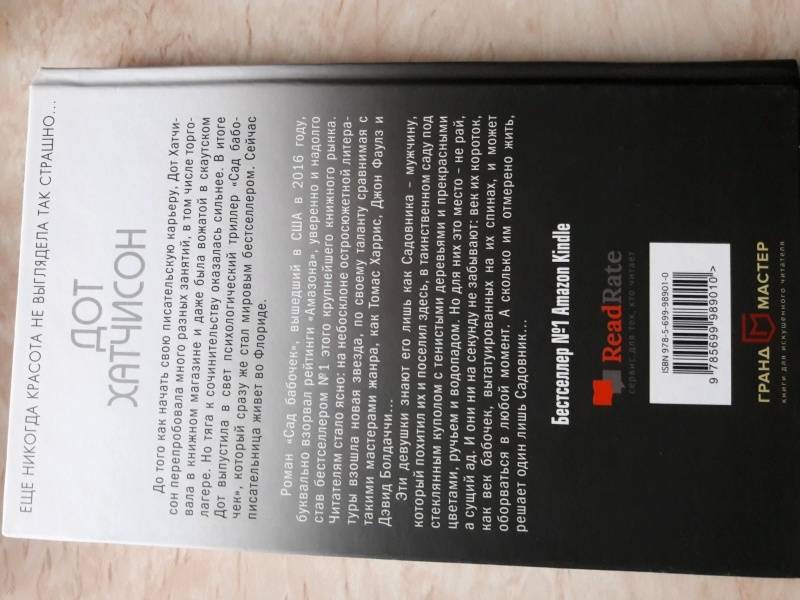 ЕЩЕ НИКОГДА КРАСОТА НЕ ВЫГЛЯДЕЛА ТАК СТРАШНО...
ДОТ
ХАТЧИСОН
До того как начать свою писательскую карьеру, Дот Хатчи-
сон перепробовала много разных занятий, в том числе торго-
вала в книжном магазине и даже была вожатой в скаутском
лагере. Но тяга к сочинительству оказалась сильнее. В итоге
Дот выпустила в свет психологический триллер «Сад бабо-
чек», который сразу же стал мировым бестселлером. Сейчас
писательница живет во Флориде.
Роман «Сад бабочек», вышедший в США в 2016 году,
буквально взорвал рейтинги «Амазона», уверенно и надолго
став бестселлером №1 этого крупнейшего книжного рынка.
Читателям стало ясно: на небосклоне остросюжетной литера-
туры взошла новая звезда, по своему таланту сравнимая с
такими мастерами жанра, как Томас Харрис, Джон Фаулз и
Дэвид Болдаччи...
Эти девушки знают его лишь как Садовника – мужчину,
который похитил их и поселил здесь, в таинственном саду под
стеклянным куполом с тенистыми деревьями и прекрасными
цветами, ручьем и водопадом. Но для них это место – не рай,
а сущий ад. И они ни на секунду не забывают: век их короток,
как век бабочек, вытатуированных на их спинах, и может
оборваться в любой момент. А сколько им отмерено жить,
решает один лишь Садовник...
Бестселлер №1 Amazon Kindle
ReadRate
сервис для тех, кто читает
ISBN 978-5-699-98901-0
9 785699 989010 >
ГРАНД МАСТЕР
книги для искушенного читателя